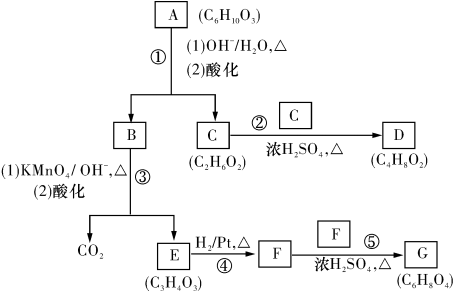 A
(C₆H₁₀O₃)
①
(1)OH⁻/H₂O,△
(2)酸化
B
C
(C₂H₆O₂)
②
C
浓H₂SO₄,△
D
(C₄H₈O₂)
(1)KMnO₄/ OH⁻,△
(2)酸化
③
CO₂
E
(C₃H₄O₃)
H₂/Pt,△
④
F
F
⑤
浓H₂SO₄,△
G
(C₆H₈O₄)